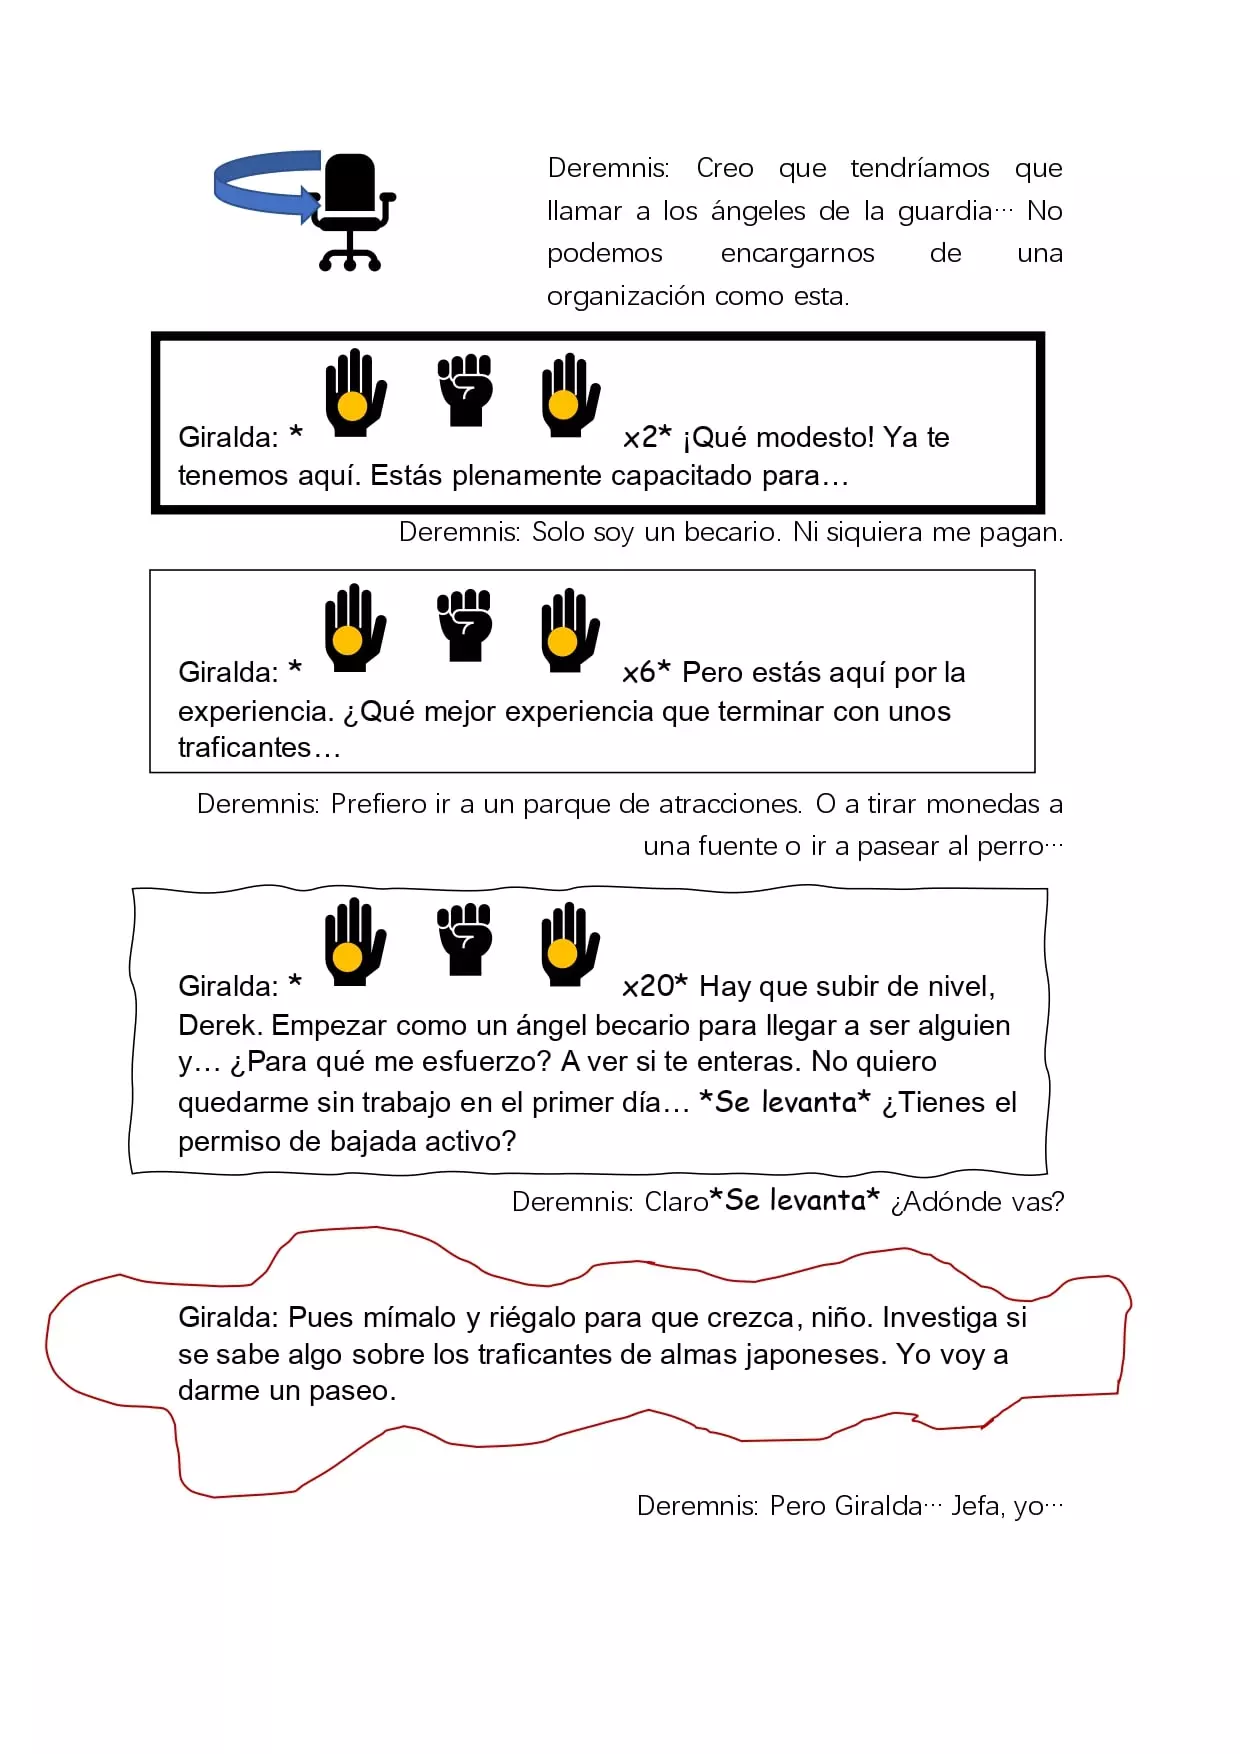 Deremnis: Creo que tendríamos que
llamar a los ángeles de la guardia… No
podemos encargarnos de una
organización como esta.
Giralda: * x2* ¡Qué modesto! Ya te
tenemos aquí. Estás plenamente capacitado para…
Deremnis: Solo soy un becario. Ni siquiera me pagan.
Giralda: * x6* Pero estás aquí por la
experiencia. ¿Qué mejor experiencia que terminar con unos
traficantes…
Deremnis: Prefiero ir a un parque de atracciones. O a tirar monedas a
una fuente o ir a pasear al perro…
Giralda: * x20* Hay que subir de nivel,
Derek. Empezar como un ángel becario para llegar a ser alguien
y… ¿Para qué me esfuerzo? A ver si te enteras. No quiero
quedarme sin trabajo en el primer día… *Se levanta* ¿Tienes el
permiso de bajada activo?
Deremnis: Claro*Se levanta* ¿Adónde vas?
Giralda: Pues mímalo y riégalo para que crezca, niño. Investiga si
se sabe algo sobre los traficantes de almas japoneses. Yo voy a
darme un paseo.
Deremnis: Pero Giralda… Jefa, yo…